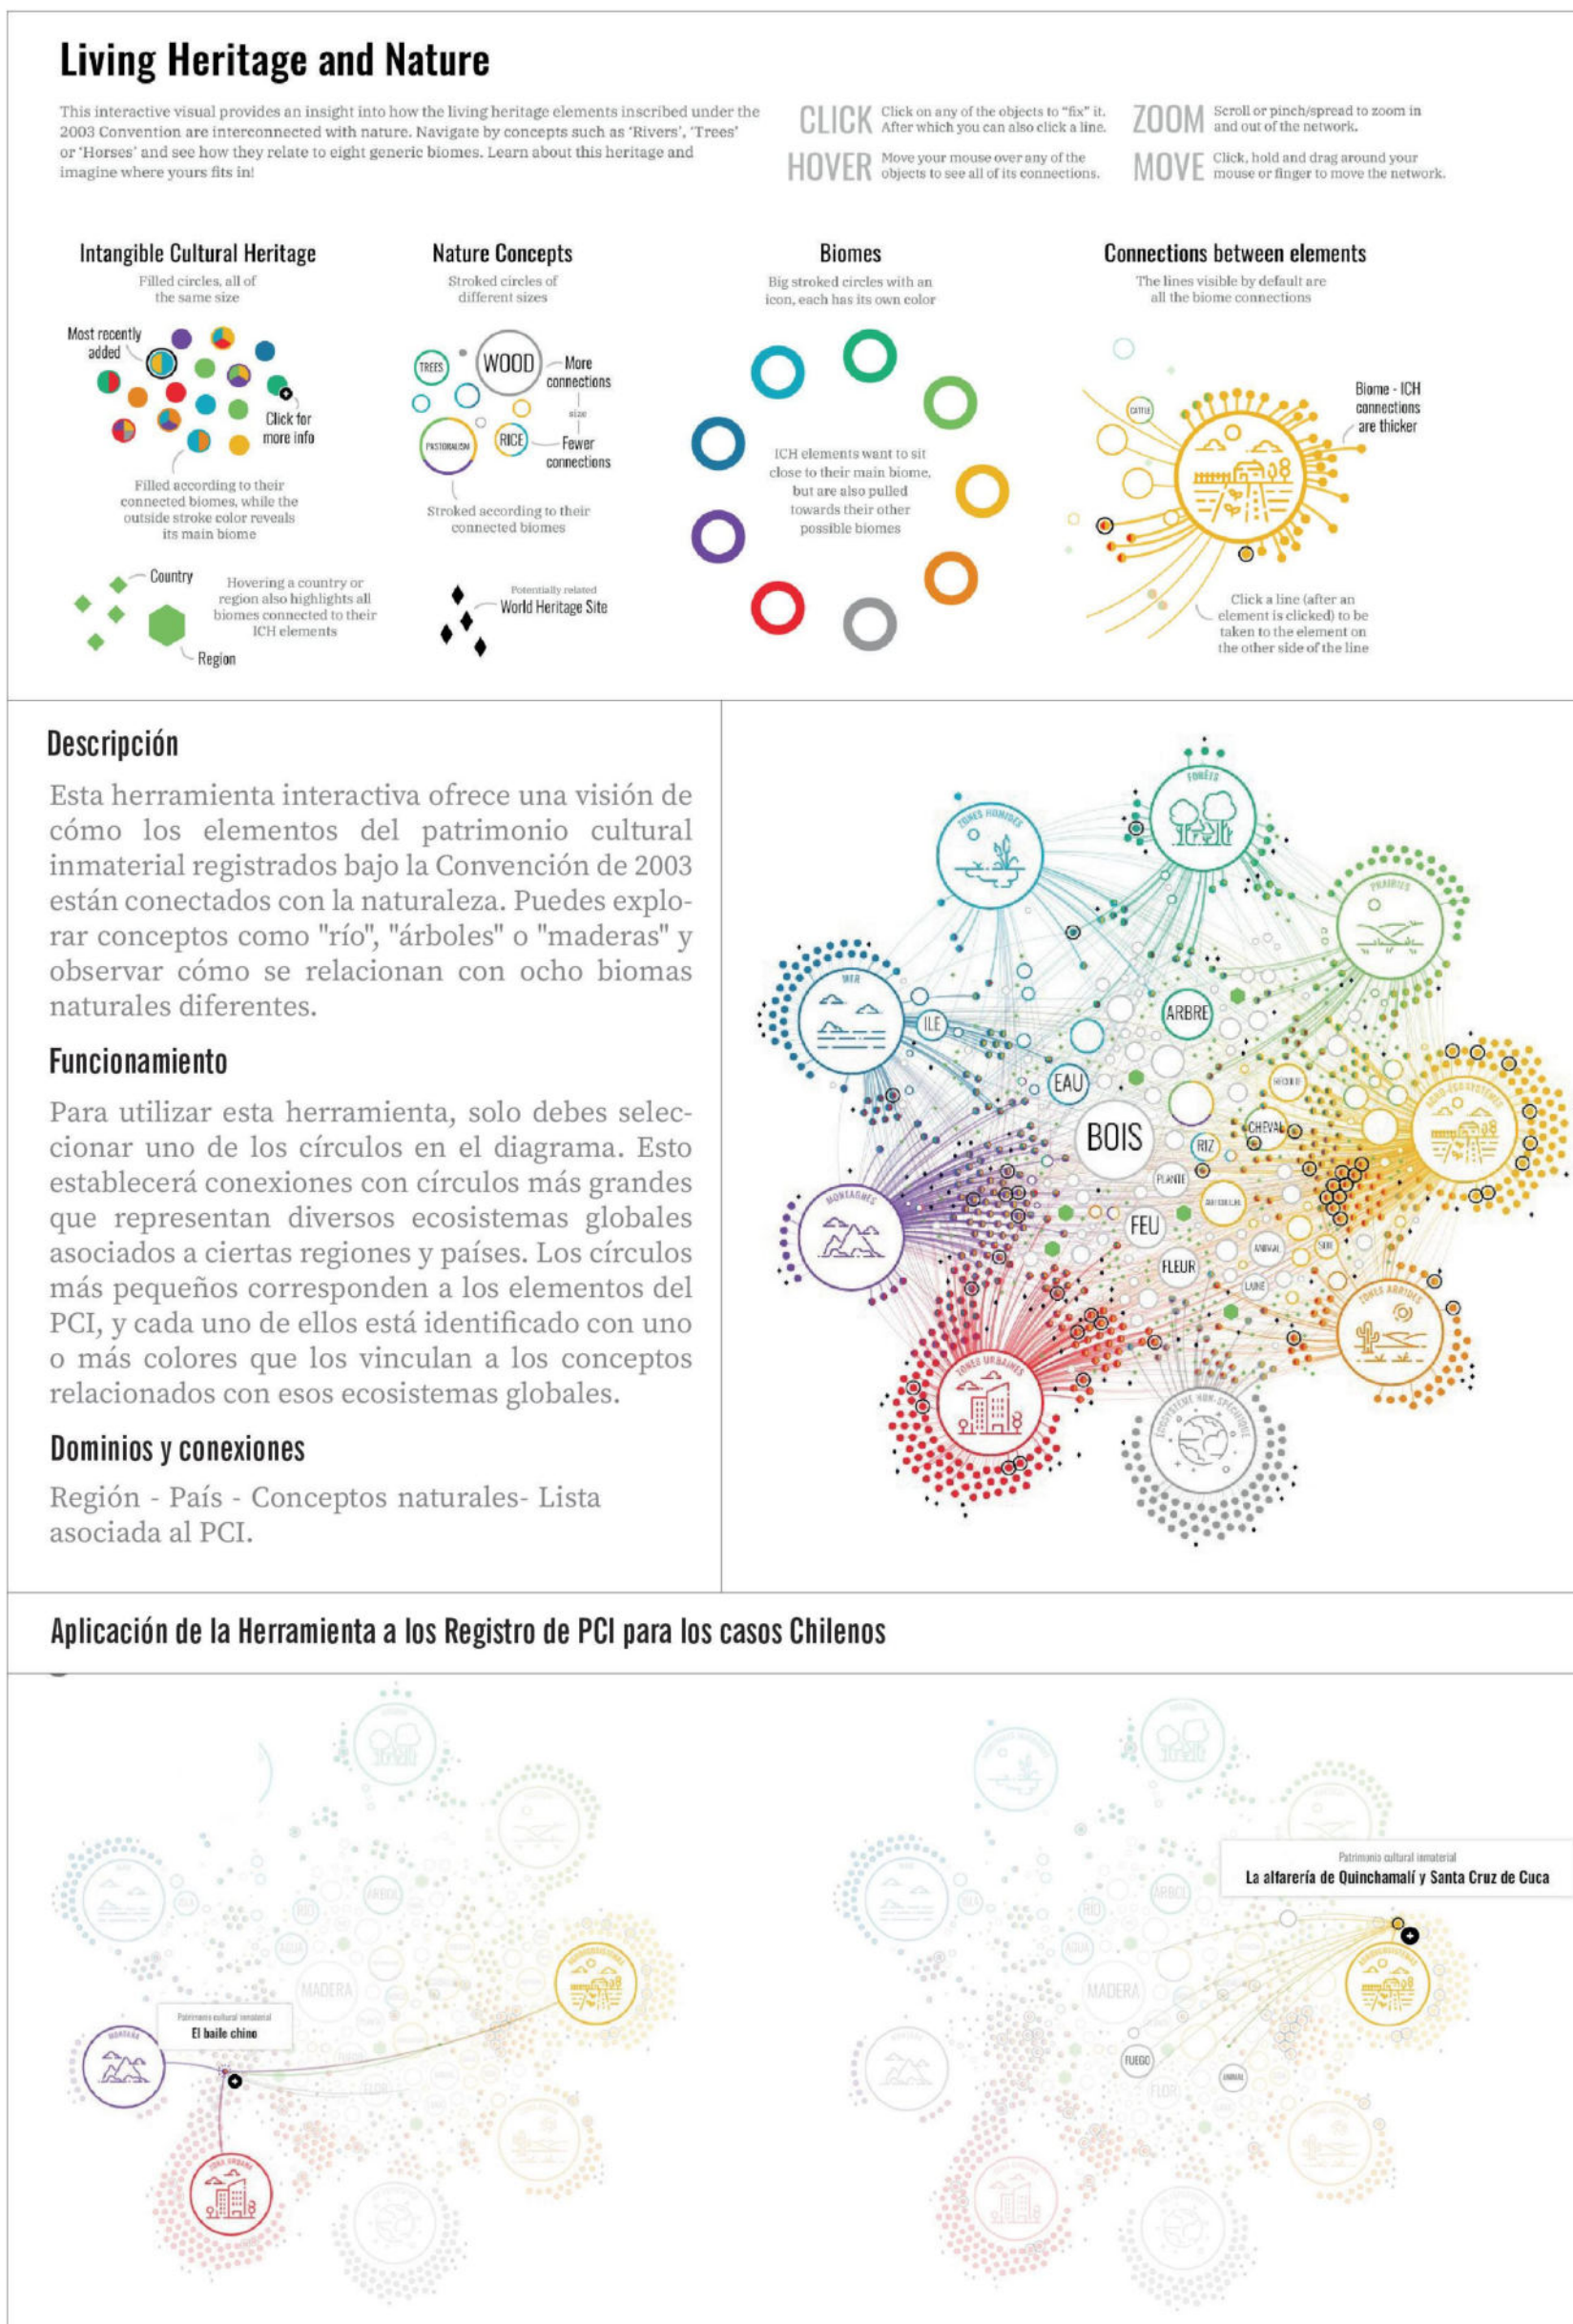 Living Heritage and Nature
This interactive visual provides an insight into how the living heritage elements inscribed under the
2003 Convention are interconnected with nature. Navigate by concepts such as 'Rivers', 'Trees'
or 'Horses' and see how they relate to eight generic biomes. Learn about this heritage and
imagine where yours fits in!
CLICK
Click on any of the objects to "fix" it.
After which you can also click a line.
ZOOM
Scroll or pinch/spread to zoom in
and out of the network.
HOVER
Move your mouse over any of the
objects to see all of its connections.
MOVE
Click, hold and drag around your
mouse or finger to move the network.
Intangible Cultural Heritage
Filled circles, all of
the same size
Most recently
added
Click for
more info
Filled according to their
connected biomes, while the
outside stroke color reveals
its main biome
Country
Hovering a country or
region also highlights all
biomes connected to their
ICH elements
Region
Nature Concepts
Stroked circles of
different sizes
TREES
WOOD
More
connections
size
PASTORALISM
RICE
Fewer
connections
Stroked according to their
connected biomes
Potentially related
World Heritage Site
Biomes
Big stroked circles with an
icon, each has its own color
ICH elements want to sit
close to their main biome,
but are also pulled
towards their other
possible biomes
Connections between elements
The lines visible by default are
all the biome connections
CATTLE
Biome - ICH
connections
are thicker
Click a line (after an
element is clicked) to be
taken to the element on
the other side of the line
Descripción
Esta herramienta interactiva ofrece una visión de
cómo los elementos del patrimonio cultural
inmaterial registrados bajo la Convención de 2003
están conectados con la naturaleza. Puedes explo-
rar conceptos como "río", "árboles" o "maderas" y
observar cómo se relacionan con ocho biomas
naturales diferentes.
Funcionamiento
Para utilizar esta herramienta, solo debes selec-
cionar uno de los círculos en el diagrama. Esto
establecerá conexiones con círculos más grandes
que representan diversos ecosistemas globales
asociados a ciertas regiones y países. Los círculos
más pequeños corresponden a los elementos del
PCI, y cada uno de ellos está identificado con uno
o más colores que los vinculan a los conceptos
relacionados con esos ecosistemas globales.
Dominios y conexiones
Región - País - Conceptos naturales- Lista
asociada al PCI.
FORÊTS
ZONES HUMIDES
PRAIRIES
MER
ILE
ARBRE
EAU
AGRO-ÉCOSYSTÈMES
BOIS
CHEVAL
RIZ
PLANTE
MONTAGNES
FEU
ANIMAL
SOIE
FLEUR
LAINE
ZONES ARRIDES
ZONES URBAINES
ÉCOSYSTÈME NON-SPÉCIFIQUE
Aplicación de la Herramienta a los Registro de PCI para los casos Chilenos
ISLA
RIO
ARBOL
AGUA
MADERA
Patrimonio cultural inmaterial
El baile chino
MONTAÑA
FLOR
ZONA URBANA
Patrimonio cultural inmaterial
La alfarería de Quinchamalí y Santa Cruz de Cuca
ISLA
RIO
ARBOL
AGUA
MADERA
FUEGO
FLOR
ANIMAL